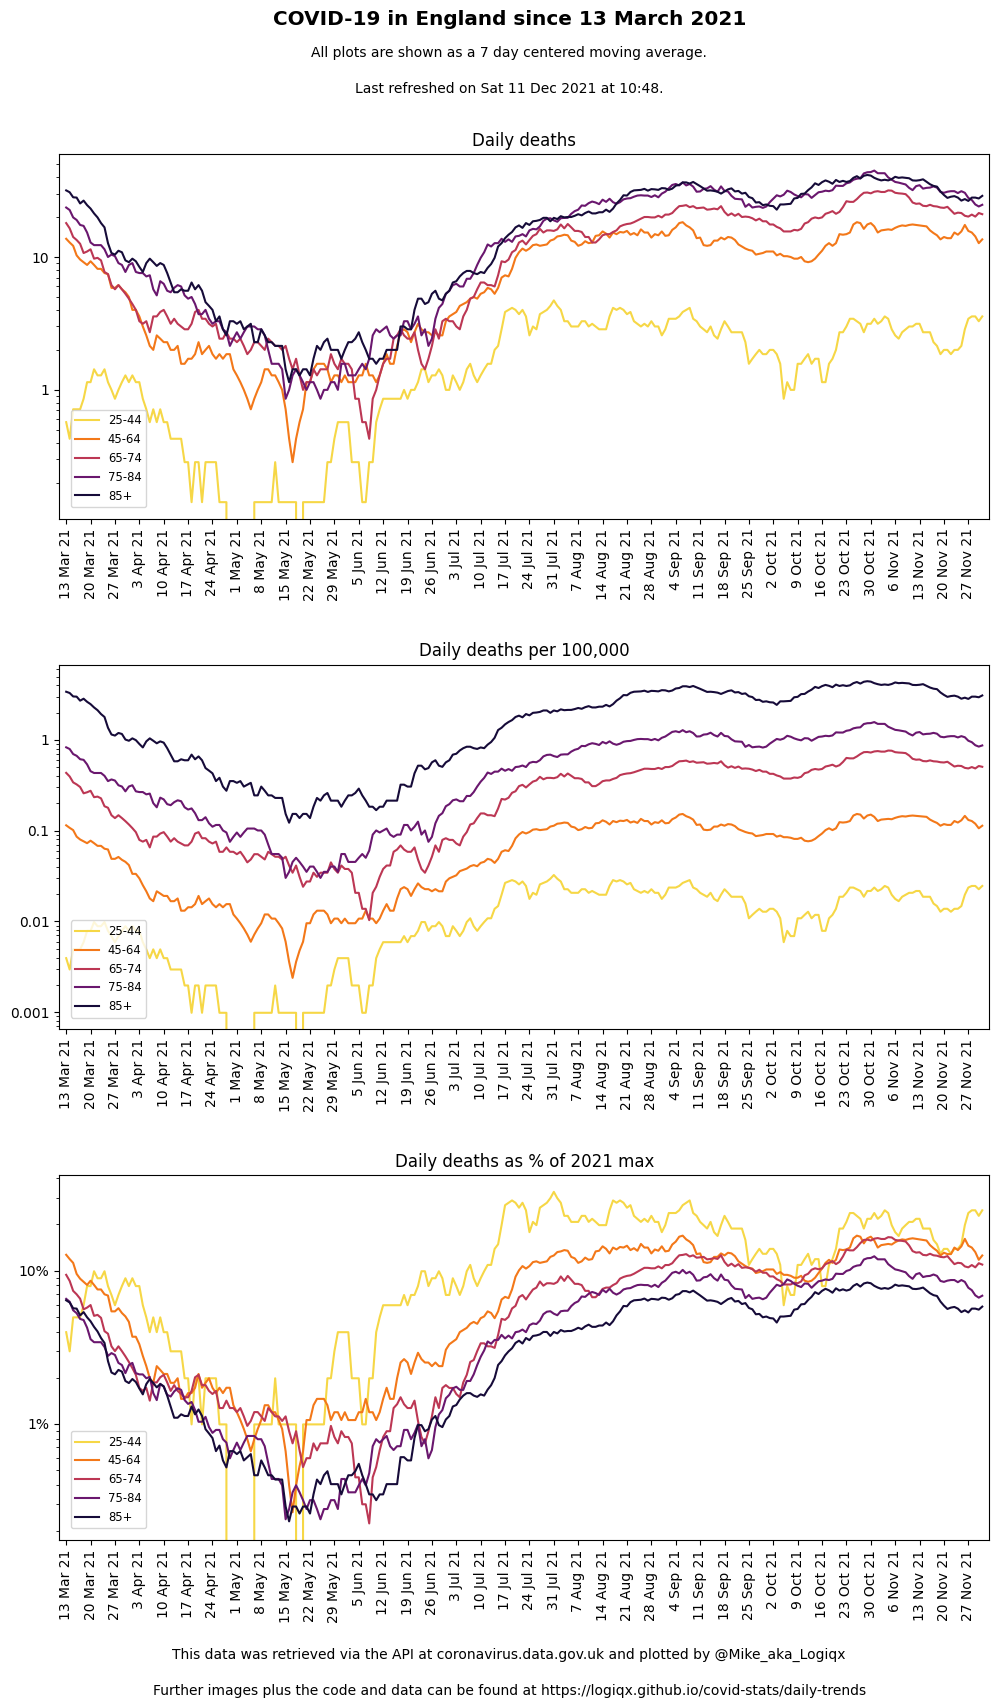 COVID-19 in England since 13 March 2021
All plots are shown as a 7 day centered moving average.
Last refreshed on Sat 11 Dec 2021 at 10:48.
Daily deaths
10
1
25-44
45-64
65-74
75-84
85+
13 Mar 21
20 Mar 21
27 Mar 21
3 Apr 21
10 Apr 21
17 Apr 21
24 Apr 21
1 May 21
8 May 21
15 May 21
22 May 21
29 May 21
5 Jun 21
12 Jun 21
19 Jun 21
26 Jun 21
3 Jul 21
10 Jul 21
17 Jul 21
24 Jul 21
31 Jul 21
7 Aug 21
14 Aug 21
21 Aug 21
28 Aug 21
4 Sep 21
11 Sep 21
18 Sep 21
25 Sep 21
2 Oct 21
9 Oct 21
16 Oct 21
23 Oct 21
30 Oct 21
6 Nov 21
13 Nov 21
20 Nov 21
27 Nov 21
Daily deaths per 100,000
1
0.1
0.01
0.001
25-44
45-64
65-74
75-84
85+
13 Mar 21
20 Mar 21
27 Mar 21
3 Apr 21
10 Apr 21
17 Apr 21
24 Apr 21
1 May 21
8 May 21
15 May 21
22 May 21
29 May 21
5 Jun 21
12 Jun 21
19 Jun 21
26 Jun 21
3 Jul 21
10 Jul 21
17 Jul 21
24 Jul 21
31 Jul 21
7 Aug 21
14 Aug 21
21 Aug 21
28 Aug 21
4 Sep 21
11 Sep 21
18 Sep 21
25 Sep 21
2 Oct 21
9 Oct 21
16 Oct 21
23 Oct 21
30 Oct 21
6 Nov 21
13 Nov 21
20 Nov 21
27 Nov 21
Daily deaths as % of 2021 max
10%
1%
25-44
45-64
65-74
75-84
85+
13 Mar 21
20 Mar 21
27 Mar 21
3 Apr 21
10 Apr 21
17 Apr 21
24 Apr 21
1 May 21
8 May 21
15 May 21
22 May 21
29 May 21
5 Jun 21
12 Jun 21
19 Jun 21
26 Jun 21
3 Jul 21
10 Jul 21
17 Jul 21
24 Jul 21
31 Jul 21
7 Aug 21
14 Aug 21
21 Aug 21
28 Aug 21
4 Sep 21
11 Sep 21
18 Sep 21
25 Sep 21
2 Oct 21
9 Oct 21
16 Oct 21
23 Oct 21
30 Oct 21
6 Nov 21
13 Nov 21
20 Nov 21
27 Nov 21
This data was retrieved via the API at coronavirus.data.gov.uk and plotted by @Mike_aka_Logiqx
Further images plus the code and data can be found at https://logiqx.github.io/covid-stats/daily-trends